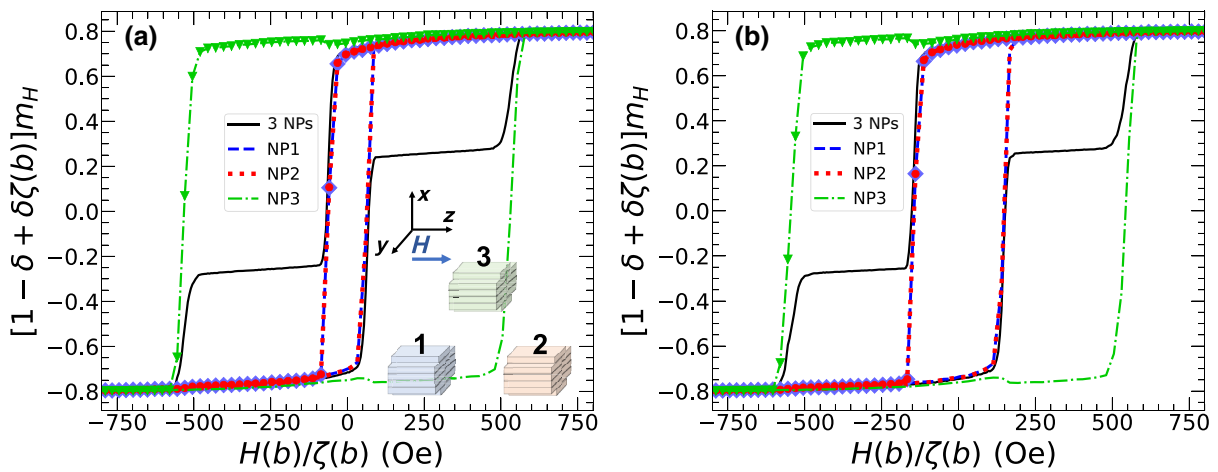 [1 − δ + δζ(b)]m_H
0.8
0.6
0.4
0.2
0.0
−0.2
−0.4
−0.6
−0.8
(a)
3 NPs
NP1
NP2
NP3
x
z
y
H
3
1
2
−750 −500 −250 0 250 500 750
H(b)/ζ(b) (Oe)
[1 − δ + δζ(b)]m_H
0.8
0.6
0.4
0.2
0.0
−0.2
−0.4
−0.6
−0.8
(b)
3 NPs
NP1
NP2
NP3
−750 −500 −250 0 250 500 750
H(b)/ζ(b) (Oe)